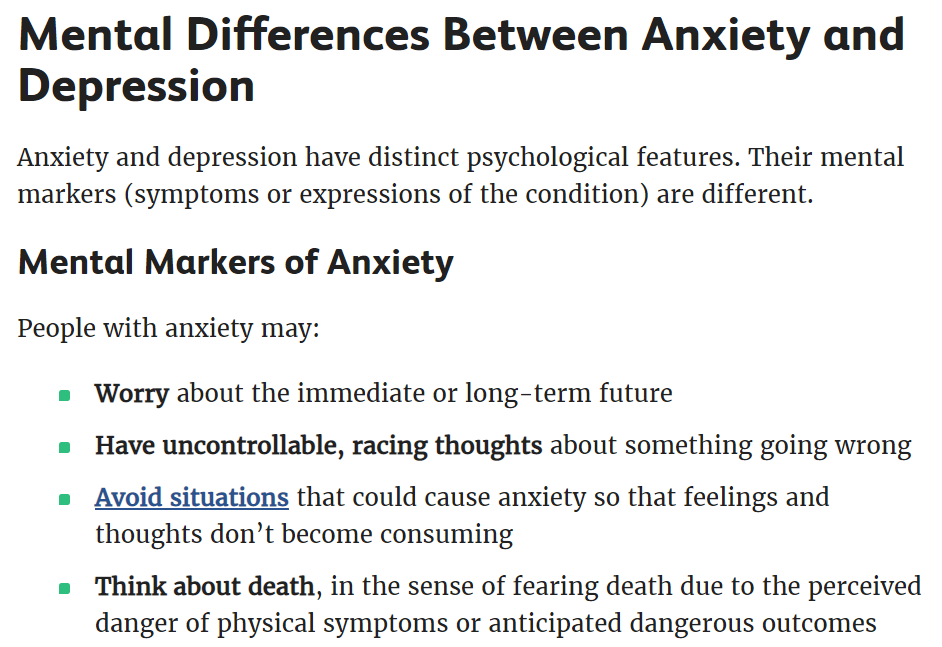 Mental Differences Between Anxiety and
Depression
Anxiety and depression have distinct psychological features. Their mental
markers (symptoms or expressions of the condition) are different.
Mental Markers of Anxiety
People with anxiety may:
Worry about the immediate or long-term future
Have uncontrollable, racing thoughts about something going wrong
Avoid situations that could cause anxiety so that feelings and
thoughts don’t become consuming
Think about death, in the sense of fearing death due to the perceived
danger of physical symptoms or anticipated dangerous outcomes